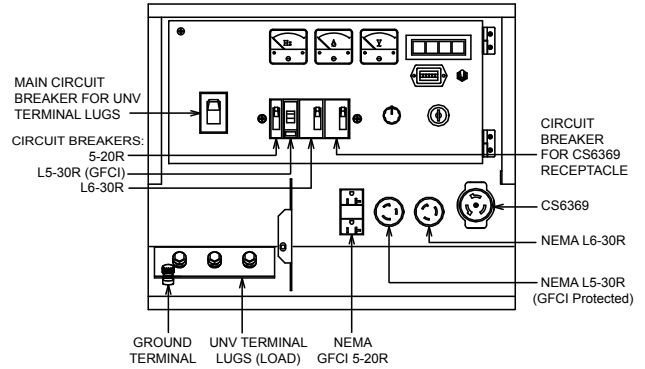 Hz
A
V
MAIN CIRCUIT
BREAKER FOR UNV
TERMINAL LUGS
CIRCUIT BREAKERS:
5-20R
L5-30R (GFCI)
L6-30R
CIRCUIT
BREAKER
FOR CS6369
RECEPTACLE
CS6369
NEMA L6-30R
NEMA L5-30R
(GFCI Protected)
GROUND
TERMINAL
UNV TERMINAL
LUGS (LOAD)
NEMA
GFCI 5-20R